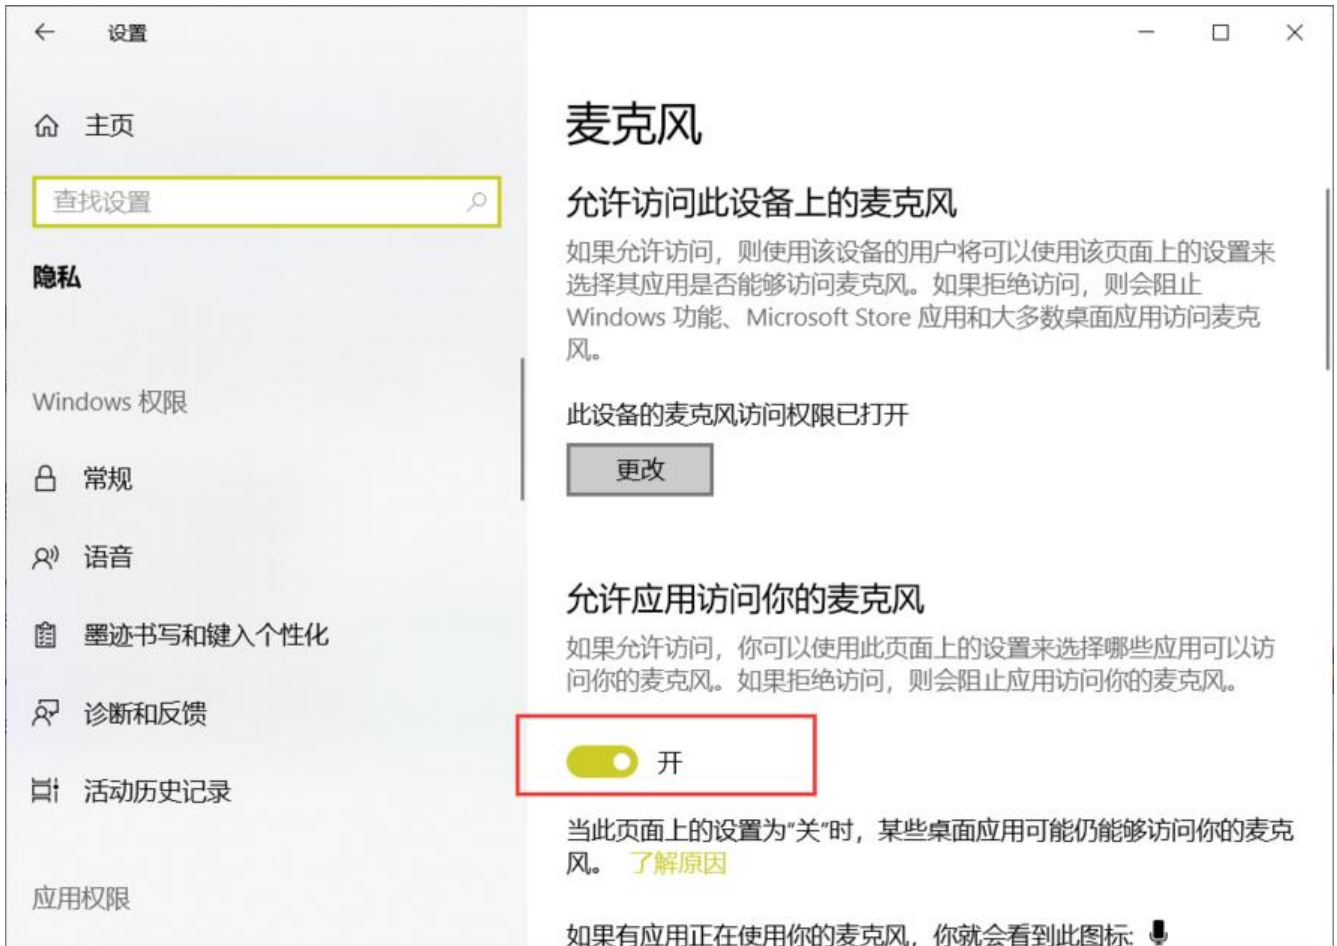 设置
主页
查找设置
隐私
Windows 权限
常规
语音
墨迹书写和键入个性化
诊断和反馈
活动历史记录
应用权限
麦克风
允许访问此设备上的麦克风
如果允许访问，则使用该设备的用户将可以使用该页面上的设置来
选择其应用是否能够访问麦克风。如果拒绝访问，则会阻止
Windows 功能、Microsoft Store 应用和大多数桌面应用访问麦克
风。
此设备的麦克风访问权限已打开
更改
允许应用访问你的麦克风
如果允许访问，你可以使用此页面上的设置来选择哪些应用可以访
问你的麦克风。如果拒绝访问，则会阻止应用访问你的麦克风。
开
当此页面上的设置为“关”时，某些桌面应用可能仍能够访问你的麦克
风。 了解原因
如果有应用正在使用你的麦克风，你就会看到此图标: